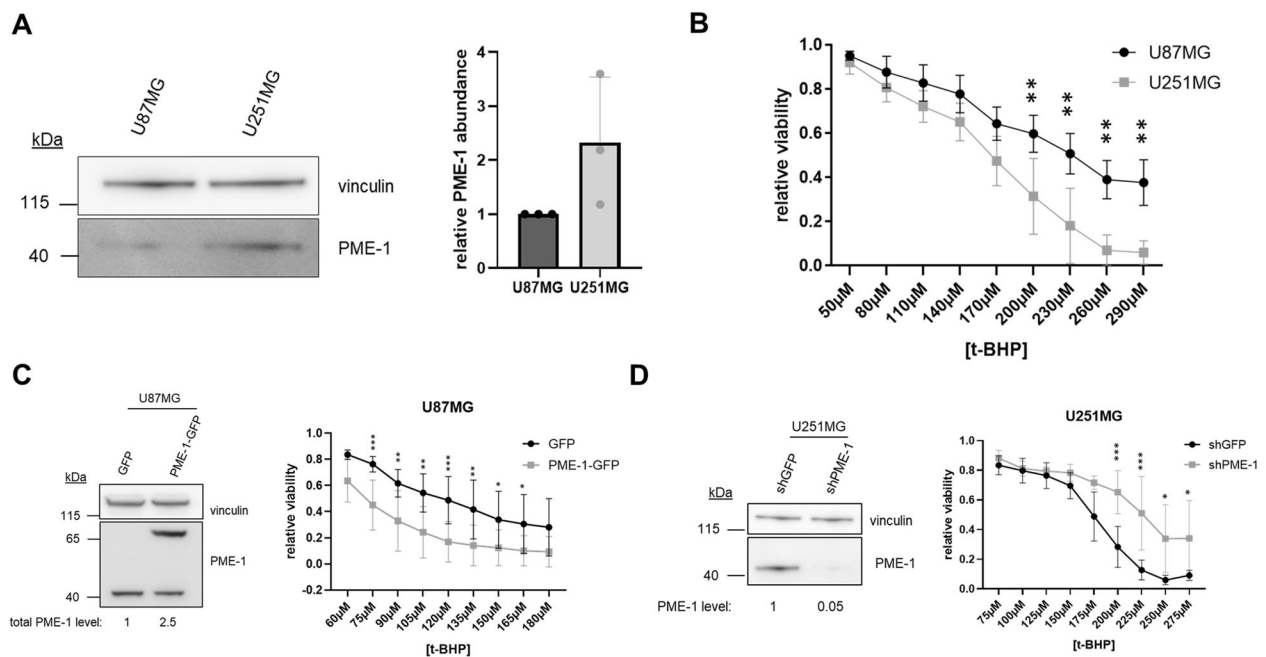 A
U87MG
U251MG
kDa
vinculin
115
PME-1
40
relative PME-1 abundance
4
3
2
1
0
U87MG U251MG
B
relative viability
1.0
0.8
0.6
0.4
0.2
0.0
U87MG
U251MG
** ** ** **
50μM 80μM 110μM 140μM 170μM 200μM 230μM 260μM 290μM
[t-BHP]
C
U87MG
GFP PME-1-GFP
kDa
vinculin
115
65
PME-1
40
total PME-1 level: 1 2.5
U87MG
relative viability
1.0
0.8
0.6
0.4
0.2
0.0
-0.2
GFP
PME-1-GFP
*** ** ** *** ** * *
60μM 75μM 90μM 105μM 120μM 135μM 150μM 165μM 180μM
[t-BHP]
D
U251MG
shGFP shPME-1
kDa
vinculin
115
PME-1
40
PME-1 level: 1 0.05
U251MG
relative viability
1.0
0.8
0.6
0.4
0.2
0.0
shGFP
shPME-1
*** *** * *
75μM 100μM 125μM 150μM 175μM 200μM 225μM 250μM 275μM
[t-BHP]